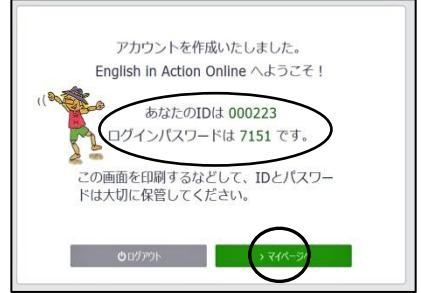 アカウントを作成いたしました。
English in Action Online へようこそ！
あなたのIDは 000223
ログインパスワードは 7151 です。
この画面を印刷するなどして、IDとパスワー
ドは大切に保管してください。
ログアウト
› マイページへ